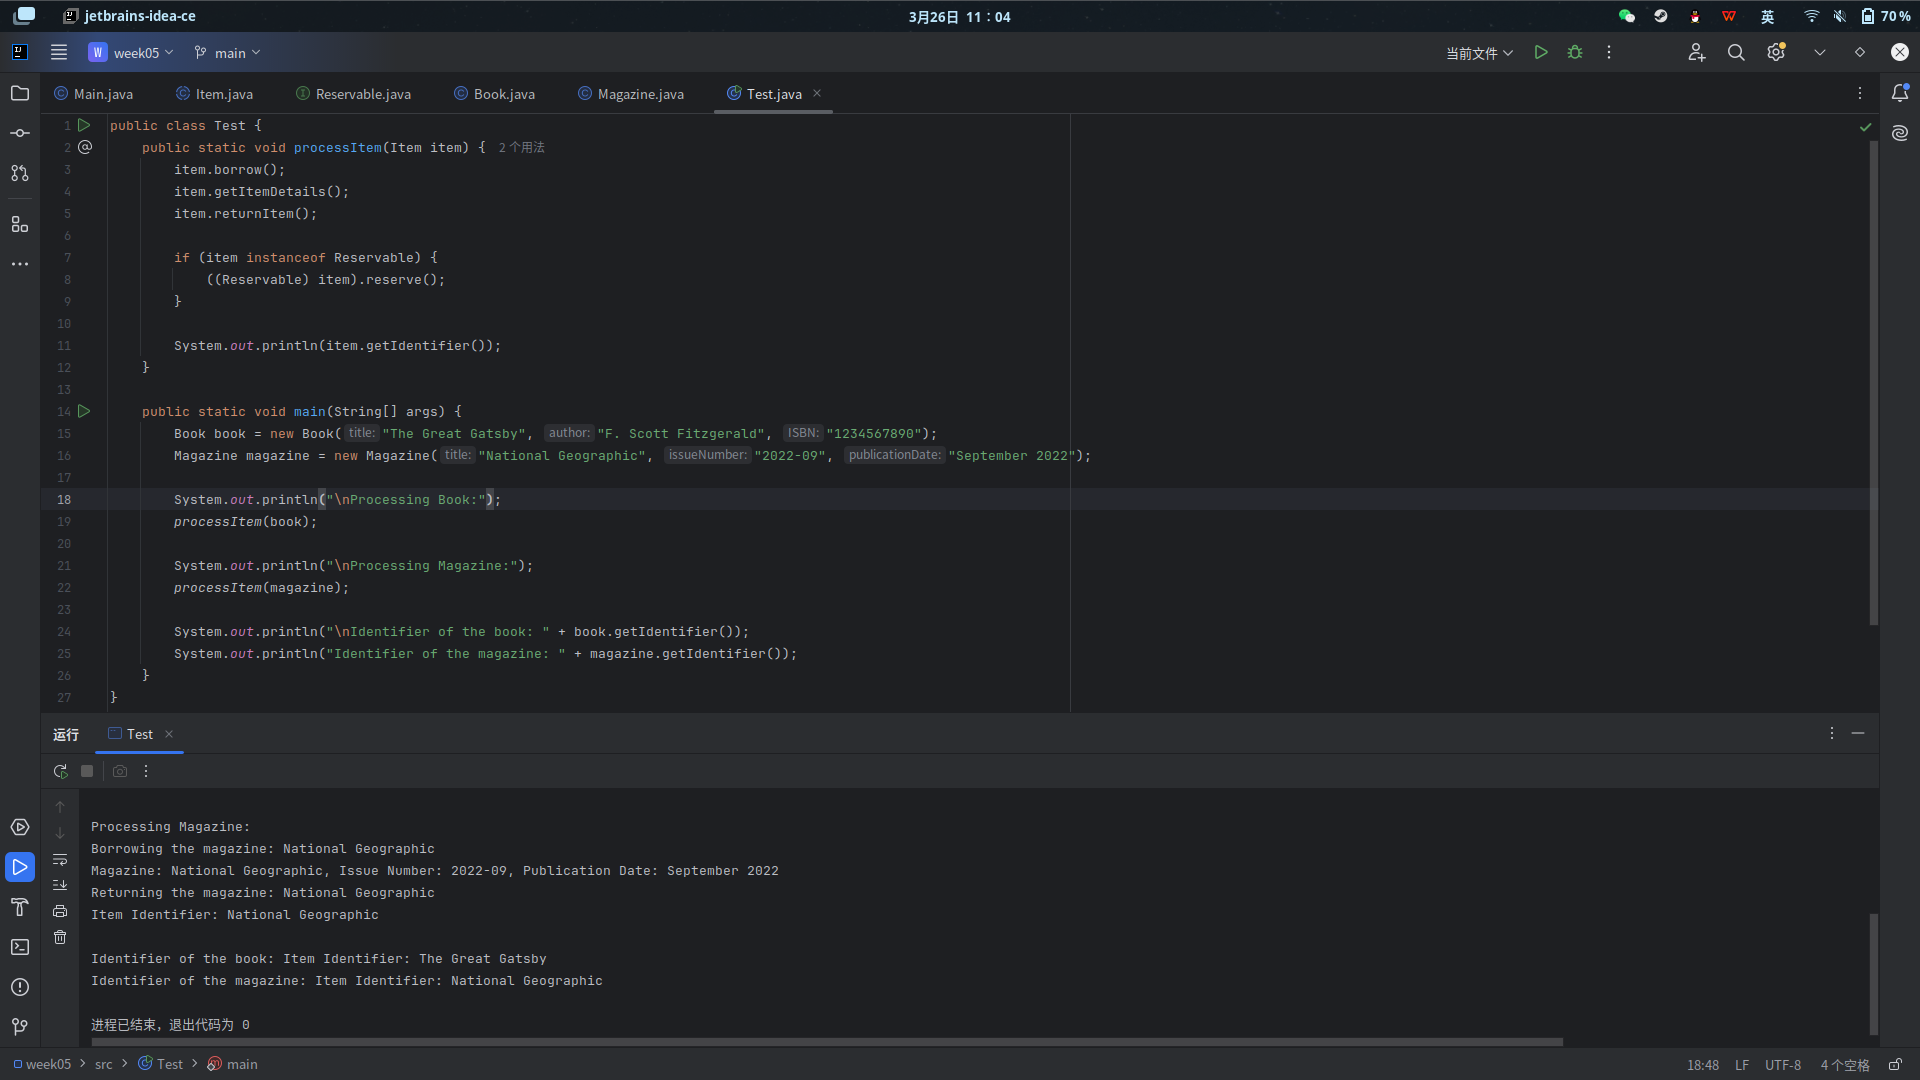 jetbrains-idea-ce
3月26日 11：04
英
70 %
week05
main
当前文件
Main.java
Item.java
Reservable.java
Book.java
Magazine.java
Test.java
1 public class Test {
2 public static void processItem(Item item) { 2 个用法
3 item.borrow();
4 item.getItemDetails();
5 item.returnItem();
6
7 if (item instanceof Reservable) {
8 ((Reservable) item).reserve();
9 }
10
11 System.out.println(item.getIdentifier());
12 }
13
14 public static void main(String[] args) {
15 Book book = new Book( title: "The Great Gatsby", author: "F. Scott Fitzgerald", ISBN: "1234567890");
16 Magazine magazine = new Magazine( title: "National Geographic", issueNumber: "2022-09", publicationDate: "September 2022");
17
18 System.out.println("\nProcessing Book:");
19 processItem(book);
20
21 System.out.println("\nProcessing Magazine:");
22 processItem(magazine);
23
24 System.out.println("\nIdentifier of the book: " + book.getIdentifier());
25 System.out.println("Identifier of the magazine: " + magazine.getIdentifier());
26 }
27 }
运行
Test
Processing Magazine:
Borrowing the magazine: National Geographic
Magazine: National Geographic, Issue Number: 2022-09, Publication Date: September 2022
Returning the magazine: National Geographic
Item Identifier: National Geographic
Identifier of the book: Item Identifier: The Great Gatsby
Identifier of the magazine: Item Identifier: National Geographic
进程已结束，退出代码为 0
week05 > src > Test > main
18:48 LF UTF-8 4 个空格